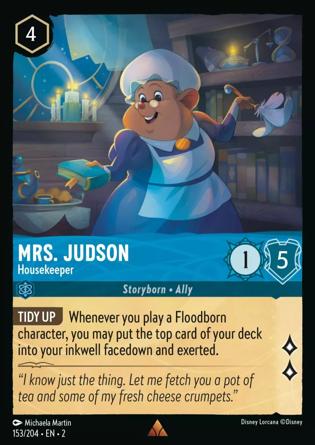 4
MRS. JUDSON
Housekeeper
1 5
Storyborn • Ally
TIDY UP Whenever you play a Floodborn
character, you may put the top card of your deck
into your inkwell facedown and exerted.
“I know just the thing. Let me fetch you a pot of
tea and some of my fresh cheese crumpets.”
Michaela Martin
153/204 • EN • 2
Disney Lorcana ©Disney